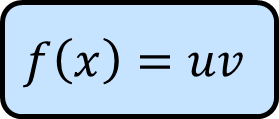 f(x) = uv